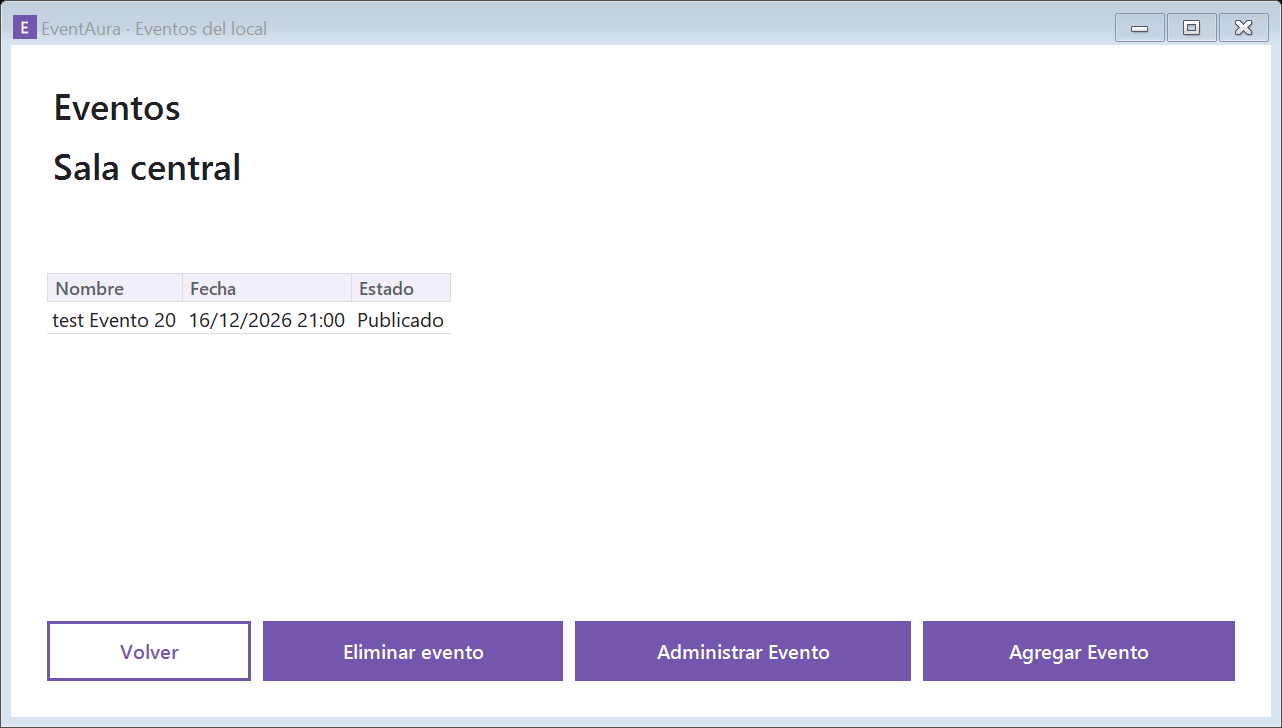 E EventAura · Eventos del local
Eventos
Sala central
Nombre Fecha Estado
test Evento 20 16/12/2026 21:00 Publicado
Volver Eliminar evento Administrar Evento Agregar Evento